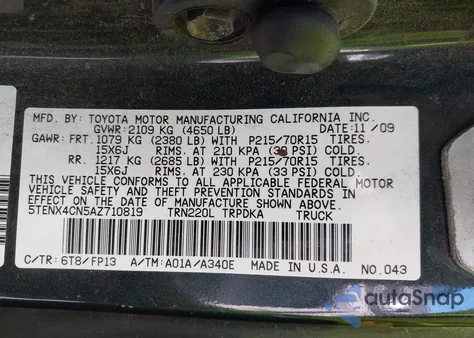 MFD. BY: TOYOTA MOTOR MANUFACTURING CALIFORNIA INC.
GVWR: 2109 KG (4650 LB) DATE: 11/09
GAWR: FRT. 1079 KG (2380 LB) WITH P215/70R15 TIRES,
15X6J RIMS. AT 210 KPA ( PSI) COLD.
RR. 1217 KG (2685 LB) WITH P215/70R15 TIRES,
15X6J RIMS. AT 230 KPA (33 PSI) COLD.
THIS VEHICLE CONFORMS TO ALL APPLICABLE FEDERAL MOTOR
VEHICLE SAFETY AND THEFT PREVENTION STANDARDS IN
EFFECT ON THE DATE OF MANUFACTURE SHOWN ABOVE.
5TENX4CN5AZ710819 TRN220L TRPDKA TRUCK
C/TR: 6T8/FP13 A/TM: A01A/A340E MADE IN U.S.A. NO.043
autoSnap